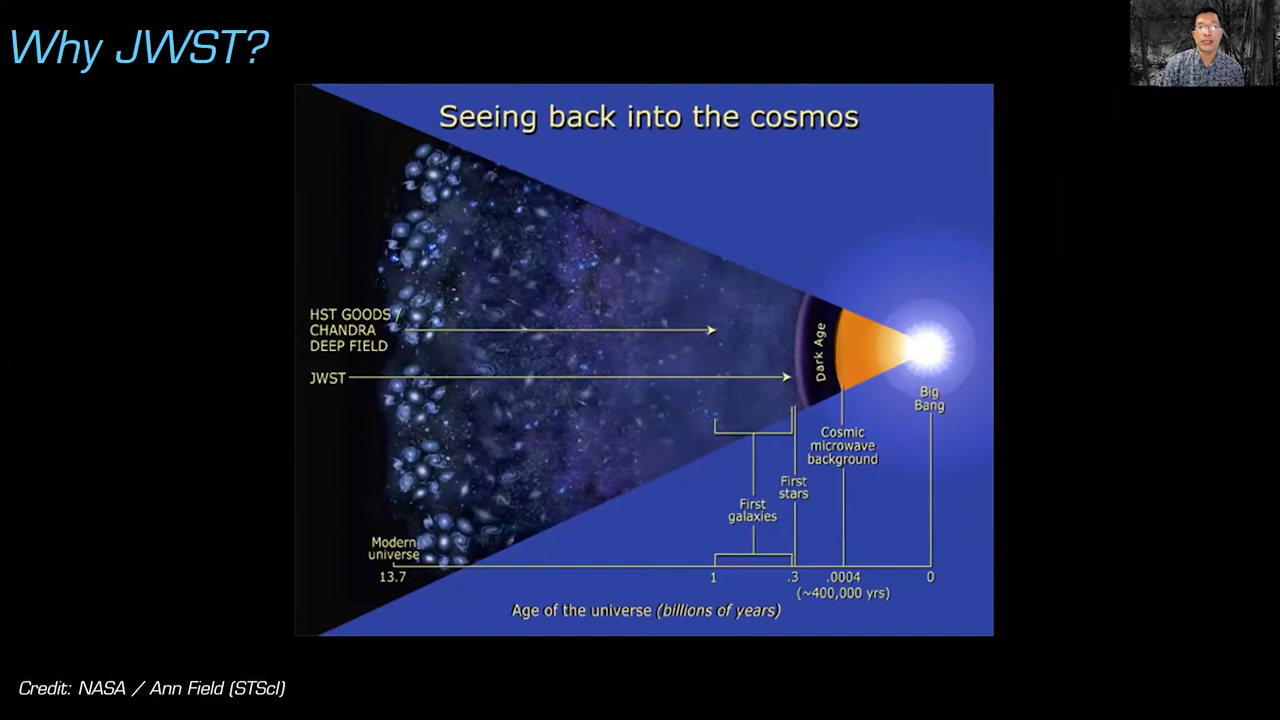 Why JWST?
Seeing back into the cosmos
HST GOODS /
CHANDRA
DEEP FIELD
JWST
Dark Age
Big
Bang
Cosmic
microwave
background
First
stars
First
galaxies
Modern
universe
13.7
1
.3
.0004
0
(~400,000 yrs)
Age of the universe (billions of years)
Credit: NASA / Ann Field (STScI)